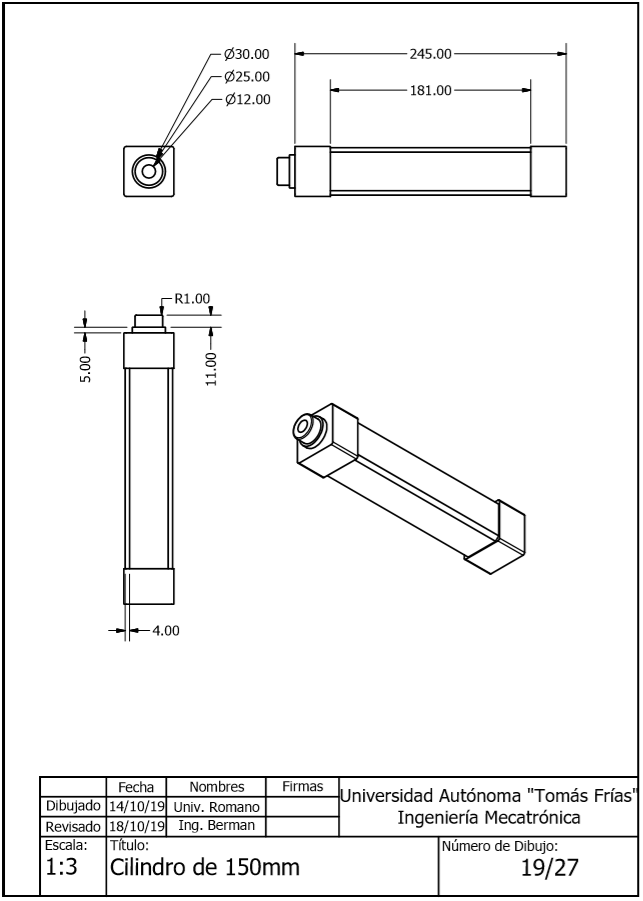 Ø30.00
Ø25.00
Ø12.00
245.00
181.00
R1.00
5.00
11.00
4.00
Fecha Nombres Firmas
Dibujado 14/10/19 Univ. Romano
Revisado 18/10/19 Ing. Berman
Universidad Autónoma "Tomás Frías"
Ingeniería Mecatrónica
Escala: Título: Número de Dibujo:
1:3 Cilindro de 150mm 19/27